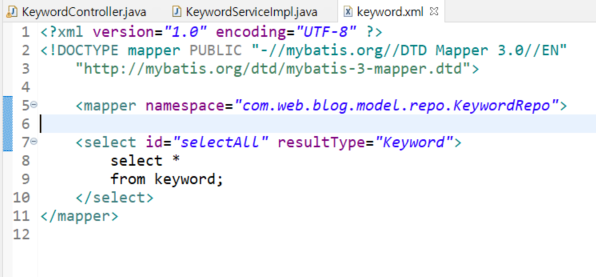 KeywordController.java KeywordServiceImpl.java keyword.xml
1 <?xml version="1.0" encoding="UTF-8" ?>
2 <!DOCTYPE mapper PUBLIC "-//mybatis.org//DTD Mapper 3.0//EN"
3 "http://mybatis.org/dtd/mybatis-3-mapper.dtd">
4
5 <mapper namespace="com.web.blog.model.repo.KeywordRepo">
6
7 <select id="selectAll" resultType="Keyword">
8 select *
9 from keyword;
10 </select>
11 </mapper>
12